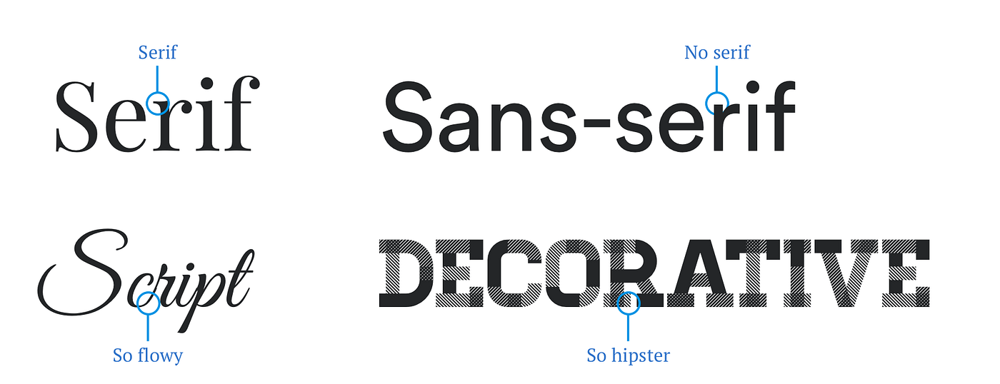 Serif
No serif
Serif
Sans-serif
Script
DECORATIVE
So flowy
So hipster